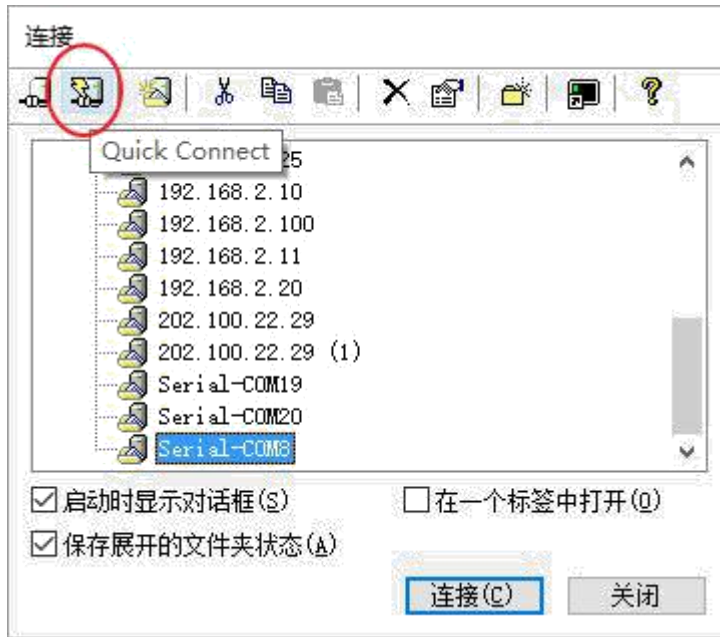 连接
Quick Connect
25
192.168.2.10
192.168.2.100
192.168.2.11
192.168.2.20
202.100.22.29
202.100.22.29 (1)
Serial-COM19
Serial-COM20
Serial-COM8
启动时显示对话框(S)
在一个标签中打开(O)
保存展开的文件夹状态(A)
连接(C)
关闭